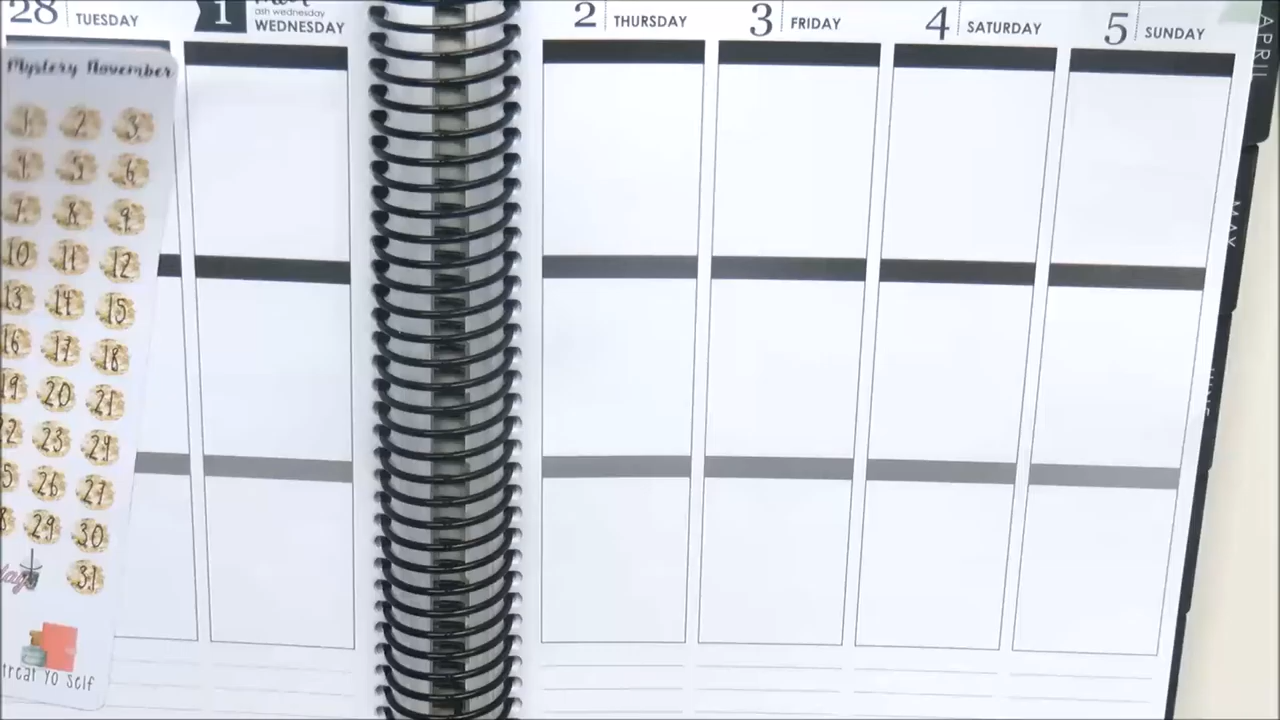 28 TUESDAY
1 ash wednesday
WEDNESDAY
2 THURSDAY
3 FRIDAY
4 SATURDAY
5 SUNDAY
APRIL
MAY
JUNE
Mystery November
1 2 3
4 5 6
7 8 9
10 11 12
13 14 15
16 17 18
19 20 21
23 24
26 27
29 30
31
treat yo self